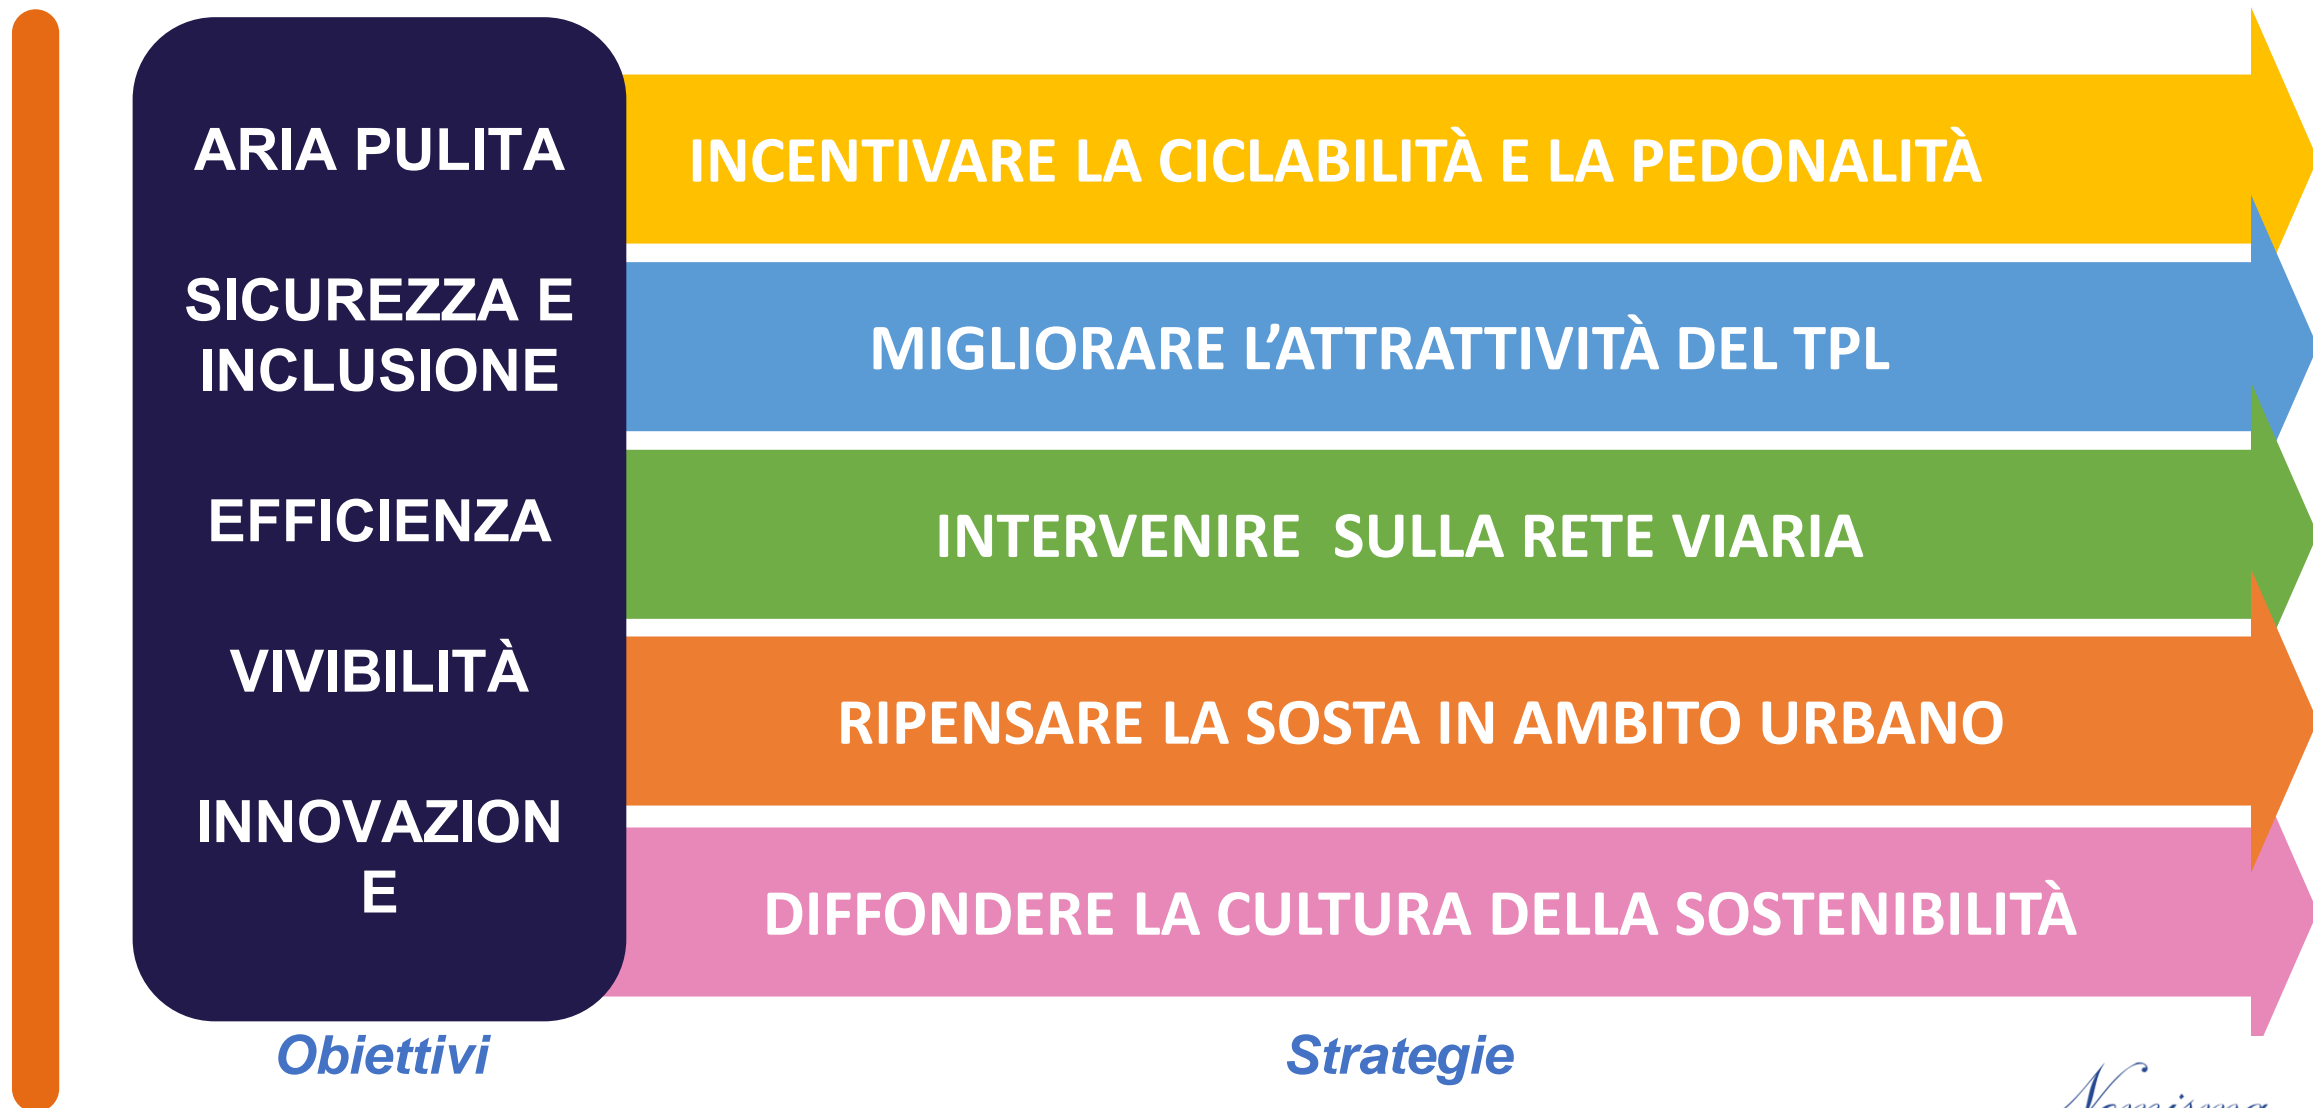 ARIA PULITA
SICUREZZA E
INCLUSIONE
EFFICIENZA
VIVIBILITÀ
INNOVAZION
E
INCENTIVARE LA CICLABILITÀ E LA PEDONALITÀ
MIGLIORARE L’ATTRATTIVITÀ DEL TPL
INTERVENIRE  SULLA RETE VIARIA
RIPENSARE LA SOSTA IN AMBITO URBANO
DIFFONDERE LA CULTURA DELLA SOSTENIBILITÀ
Obiettivi
Strategie
Nomisma